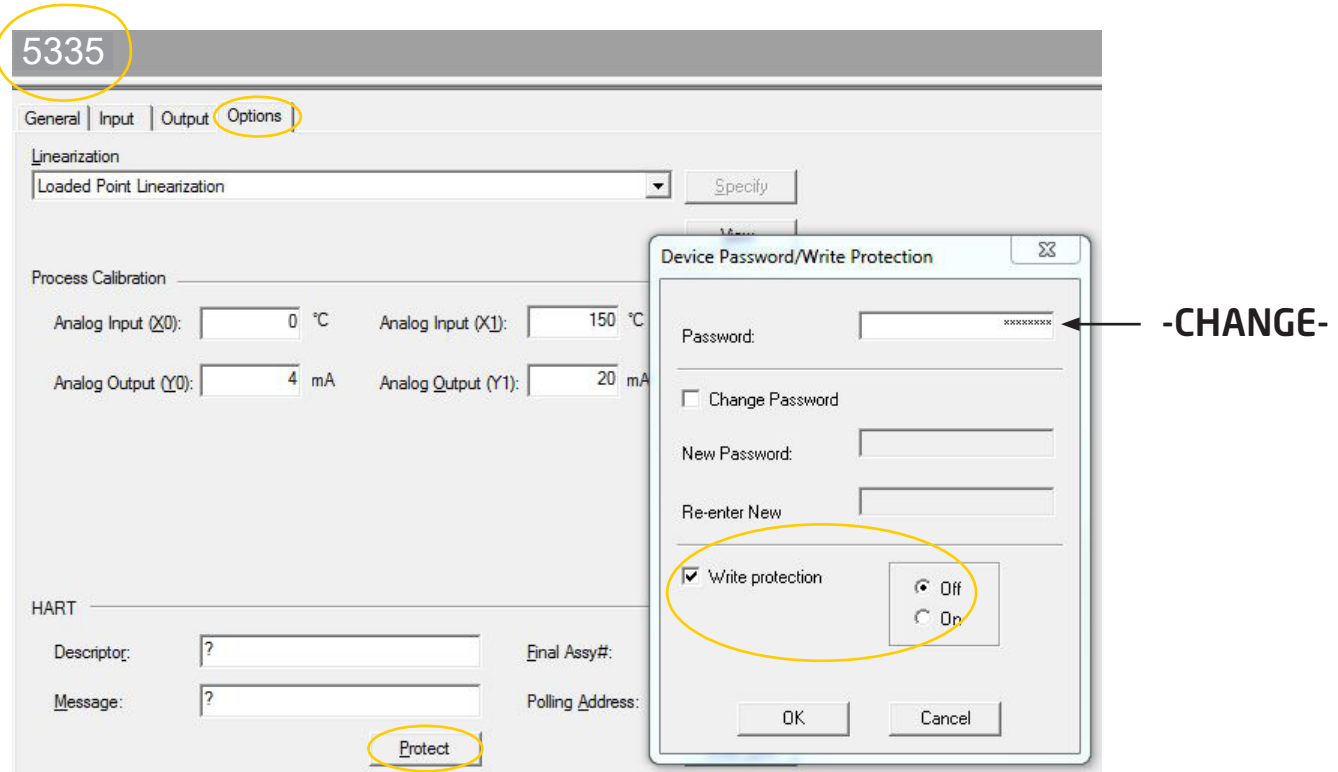 5335
General Input Output Options
Linearization
Loaded Point Linearization Specify
View
Process Calibration
Analog Input (X0): 0 °C Analog Input (X1): 150 °C
Analog Output (Y0): 4 mA Analog Output (Y1): 20 mA
HART
Descriptor: ? Final Assy#:
Message: ? Polling Address:
Protect
Device Password/Write Protection
Password: ×××××××× -CHANGE-
Change Password
New Password:
Re-enter New
Write protection Off
On
OK Cancel